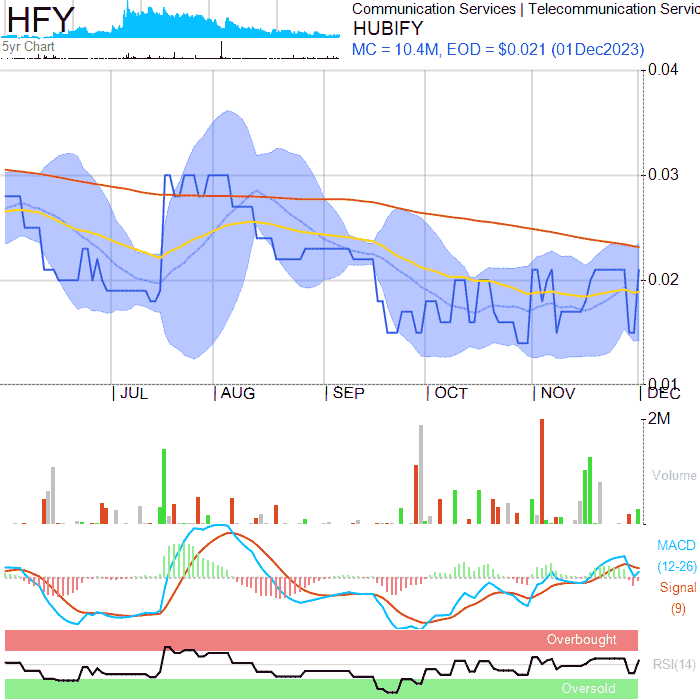 HFY
Communication Services | Telecommunication Servic
HUBIFY
MC = 10.4M, EOD = $0.021 (01Dec2023)
5yr Chart
0.04
0.03
0.02
0.01
JUL
AUG
SEP
OCT
NOV
DEC
2M
Volume
MACD
(12-26)
Signal
(9)
Overbought
RSI(14)
Oversold